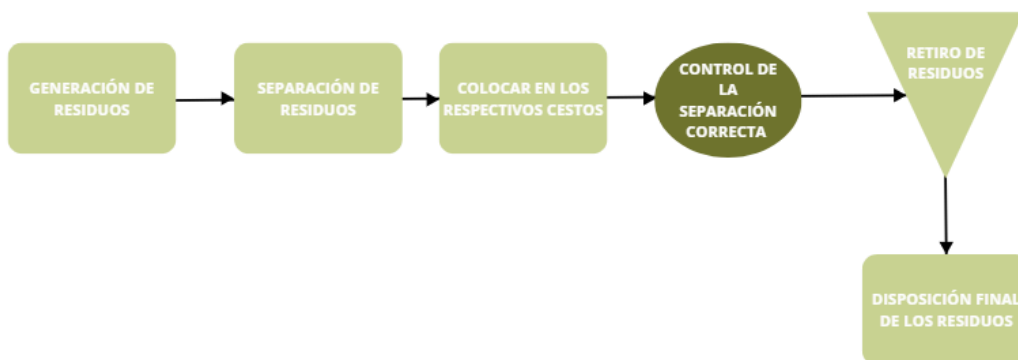 GENERACIÓN DE
RESIDUOS
SEPARACIÓN DE
RESIDUOS
COLOCAR EN LOS
RESPECTIVOS CESTOS
CONTROL DE
LA
SEPARACIÓN
CORRECTA
RETIRO DE
RESIDUOS
DISPOSICIÓN FINAL
DE LOS RESIDUOS